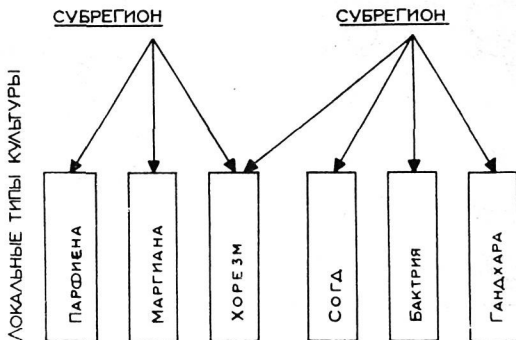 СУБРЕГИОН
СУБРЕГИОН
ЛОКАЛЬНЫЕ ТИПЫ КУЛЬТУРЫ
ПАРФИЕНА
МАРГИАНА
ХОРЕЗМ
СОГД
БАКТРИЯ
ГАНДХАРА